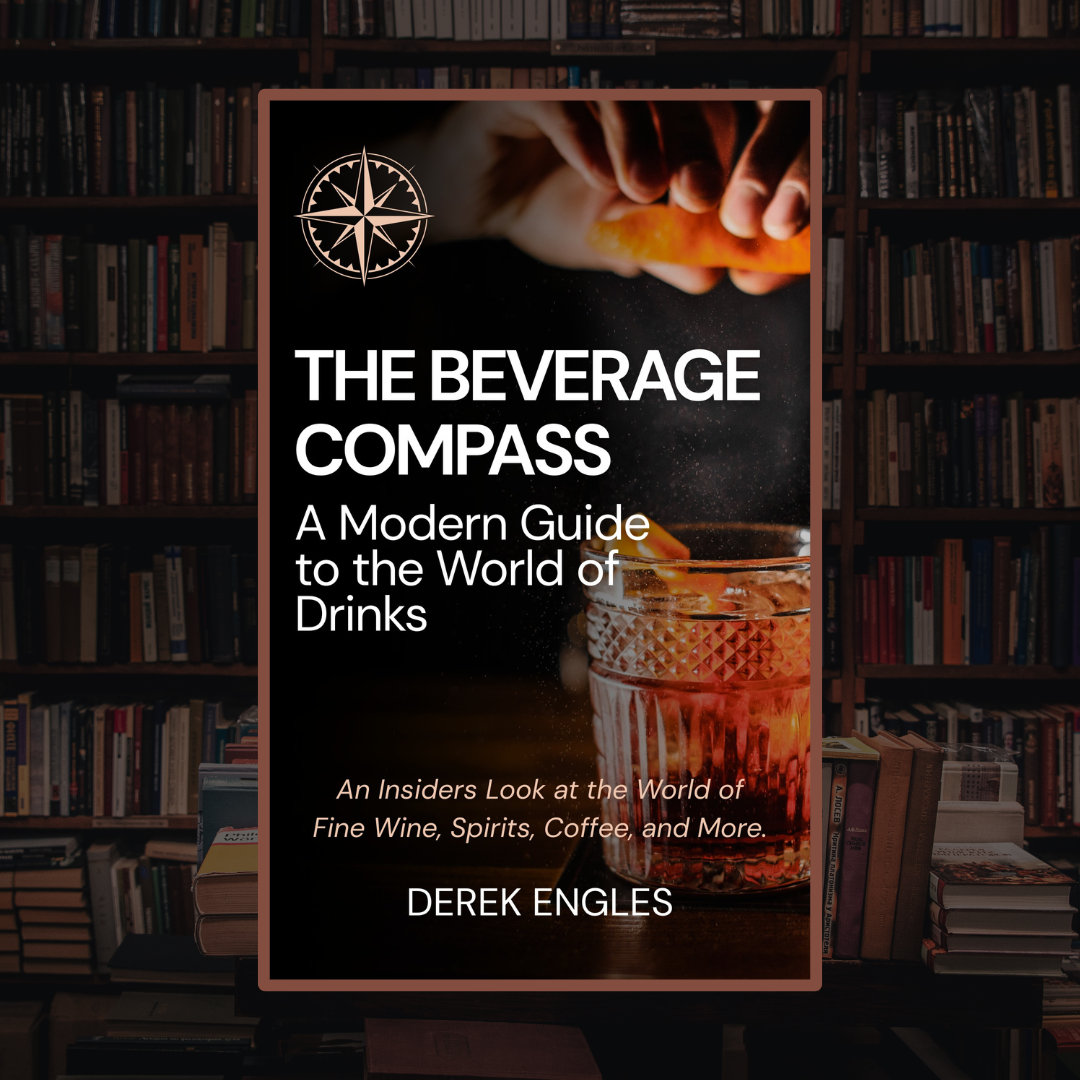 THE BEVERAGE
COMPASS
A Modern Guide
to the World of
Drinks
An Insiders Look at the World of
Fine Wine, Spirits, Coffee, and More.
DEREK ENGLES